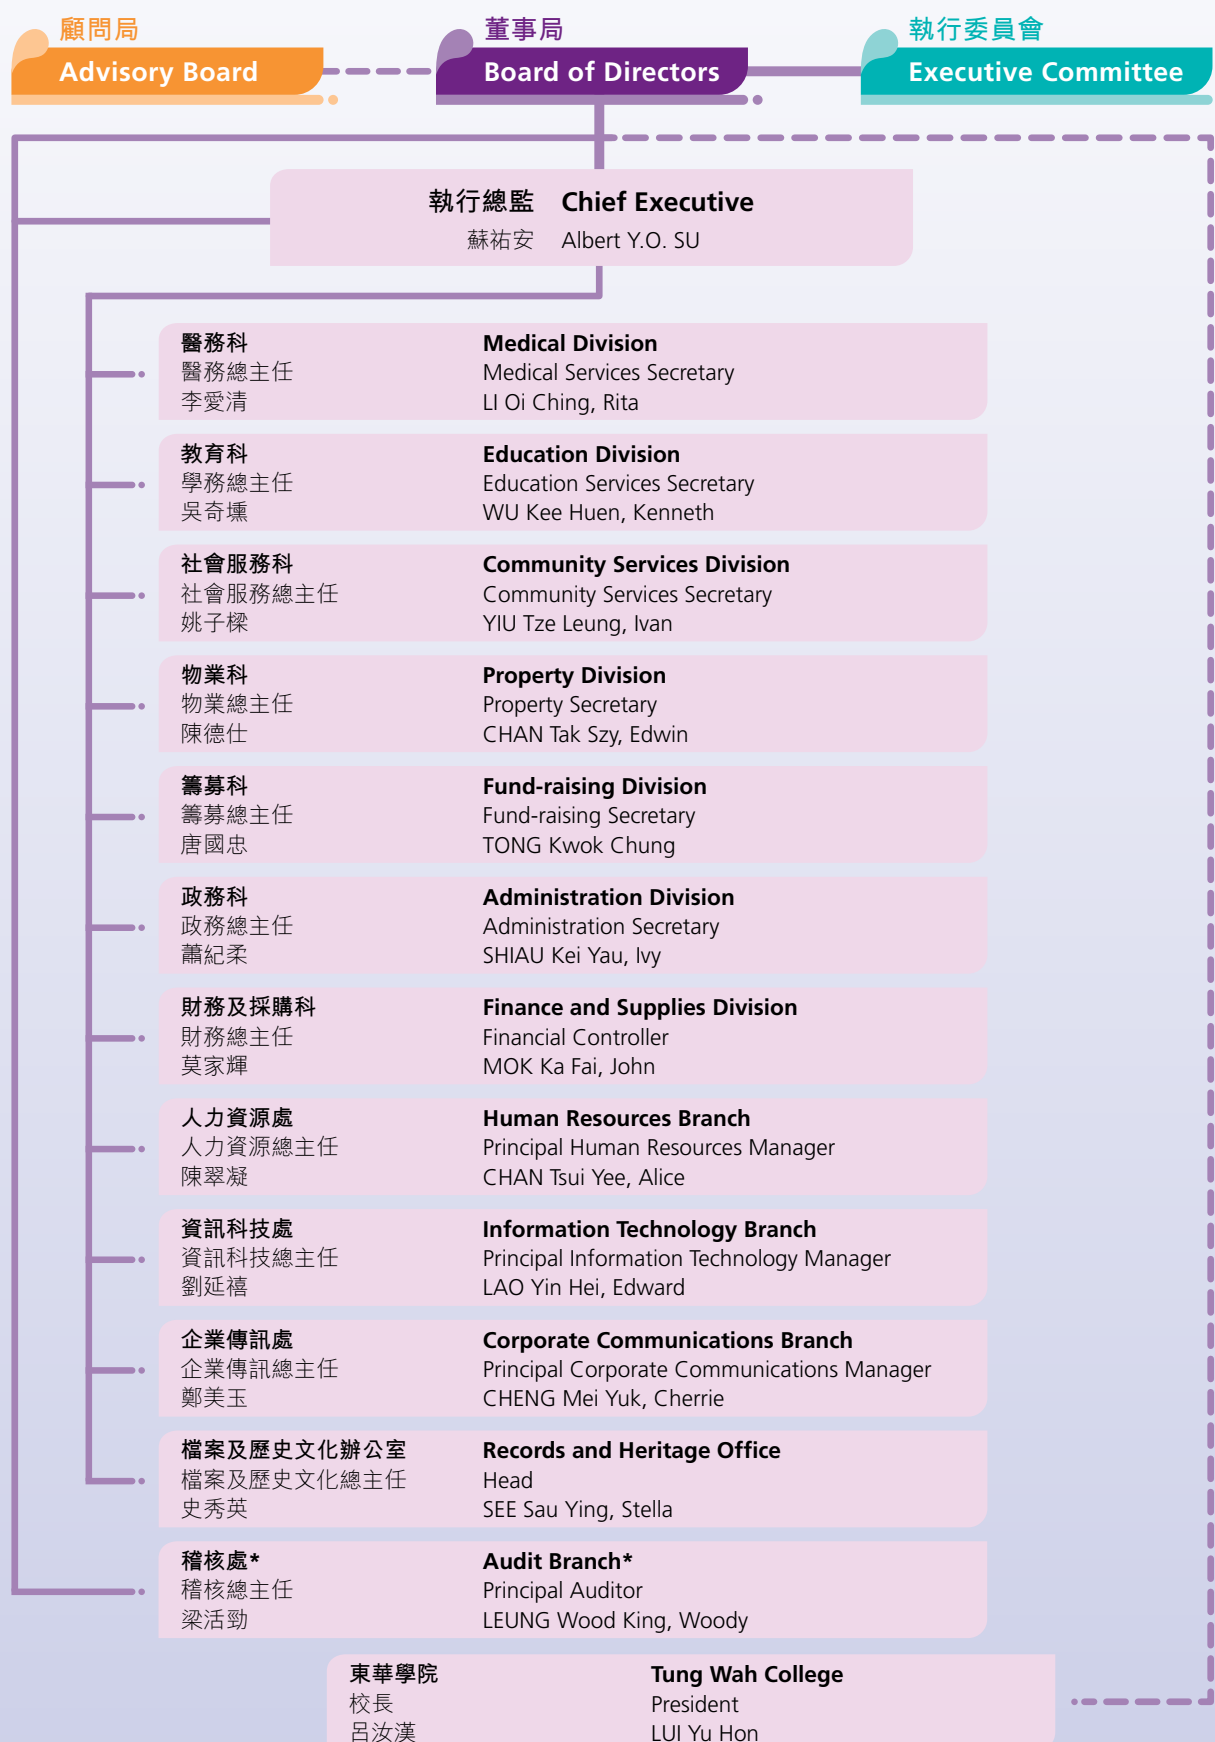 顧問局
Advisory Board
董事局
Board of Directors
執行委員會
Executive Committee
執行總監 Chief Executive
蘇祐安 Albert Y.O. SU
醫務科 Medical Division
醫務總主任 Medical Services Secretary
李愛清 LI Oi Ching, Rita
教育科 Education Division
學務總主任 Education Services Secretary
吳奇壎 WU Kee Huen, Kenneth
社會服務科 Community Services Division
社會服務總主任 Community Services Secretary
姚子樑 YIU Tze Leung, Ivan
物業科 Property Division
物業總主任 Property Secretary
陳德仕 CHAN Tak Szy, Edwin
籌募科 Fund-raising Division
籌募總主任 Fund-raising Secretary
唐國忠 TONG Kwok Chung
政務科 Administration Division
政務總主任 Administration Secretary
蕭紀柔 SHIAU Kei Yau, Ivy
財務及採購科 Finance and Supplies Division
財務總主任 Financial Controller
莫家輝 MOK Ka Fai, John
人力資源處 Human Resources Branch
人力資源總主任 Principal Human Resources Manager
陳翠凝 CHAN Tsui Yee, Alice
資訊科技處 Information Technology Branch
資訊科技總主任 Principal Information Technology Manager
劉延禧 LAO Yin Hei, Edward
企業傳訊處 Corporate Communications Branch
企業傳訊總主任 Principal Corporate Communications Manager
鄭美玉 CHENG Mei Yuk, Cherrie
檔案及歷史文化辦公室 Records and Heritage Office
檔案及歷史文化總主任 Head
史秀英 SEE Sau Ying, Stella
稽核處* Audit Branch*
稽核總主任 Principal Auditor
梁活勁 LEUNG Wood King, Woody
東華學院 Tung Wah College
校長 President
呂汝漢 LUI Yu Hon